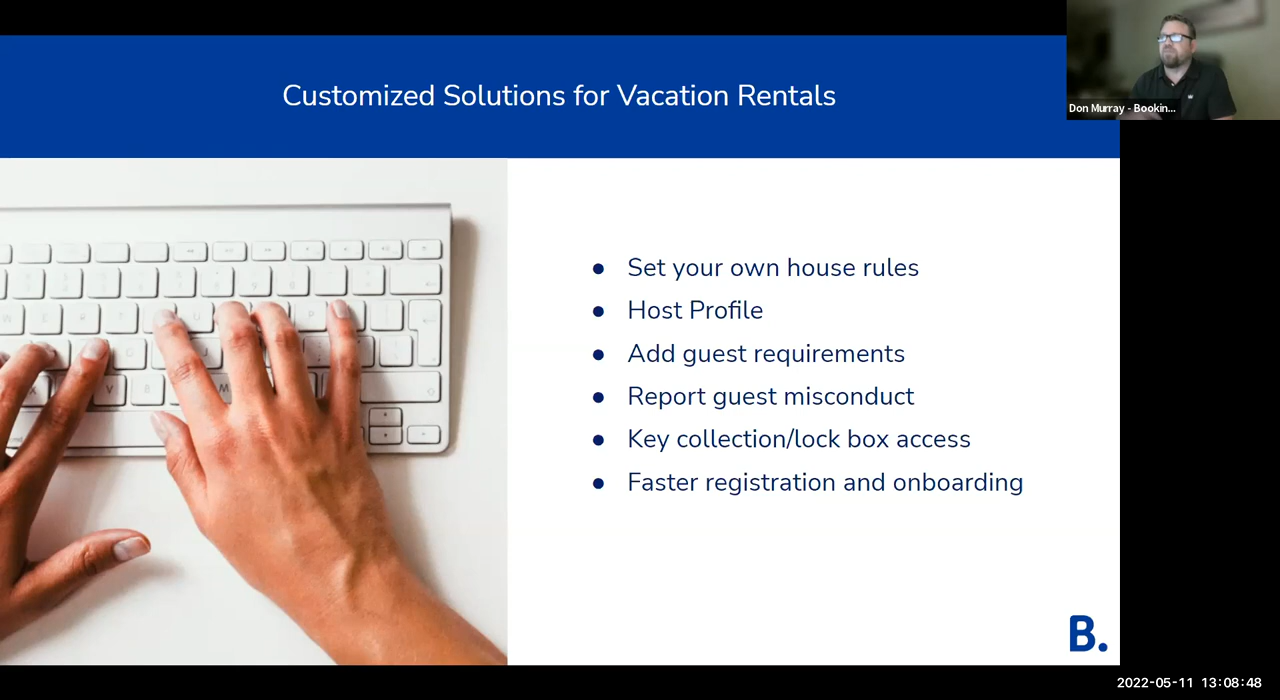 Customized Solutions for Vacation Rentals
Don Murray - Bookin...
● Set your own house rules
● Host Profile
● Add guest requirements
● Report guest misconduct
● Key collection/lock box access
● Faster registration and onboarding
B.
2022-05-11 13:08:48